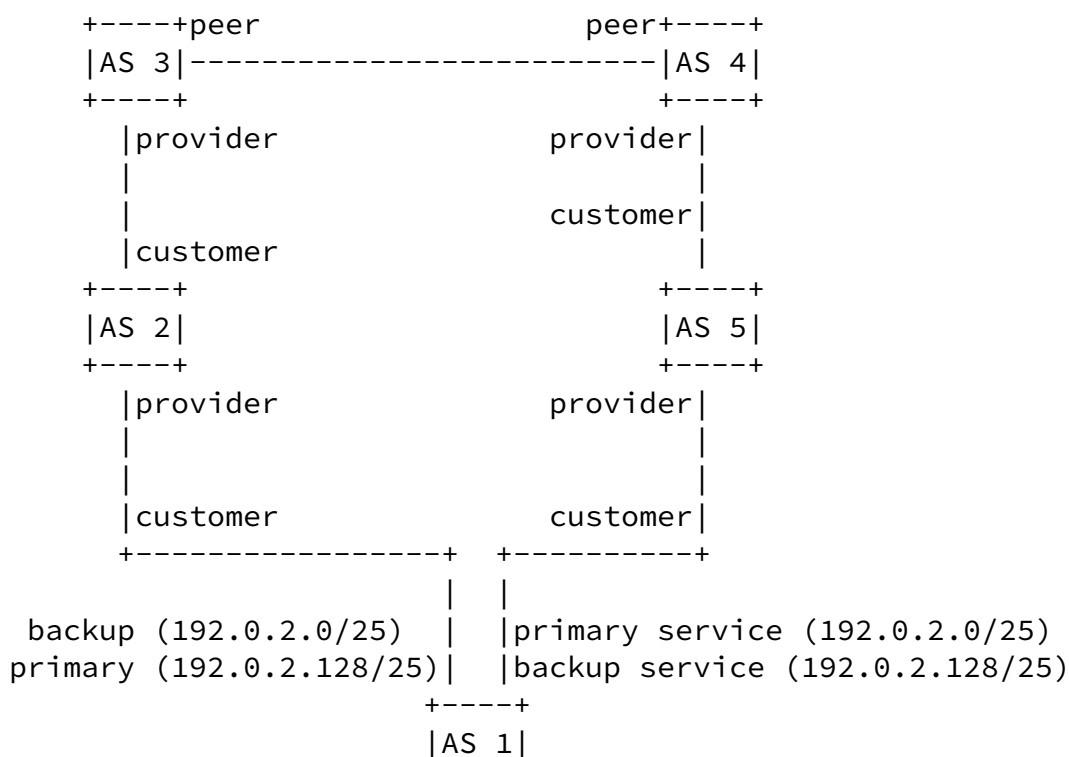 +----+peer                    peer+----+
|AS 3|----------------------------|AS 4|
+----+                            +----+
|provider              provider|
|                              |
|                      customer|
|customer                      |
+----+                            +----+
|AS 2|                            |AS 5|
+----+                            +----+
|provider              provider|
|                              |
|                              |
|customer              customer|
+-----------------+  +----------+
|  |
backup (192.0.2.0/25)  |  |primary service (192.0.2.0/25)
primary (192.0.2.128/25)|  |backup service (192.0.2.128/25)
+----+
|AS 1|